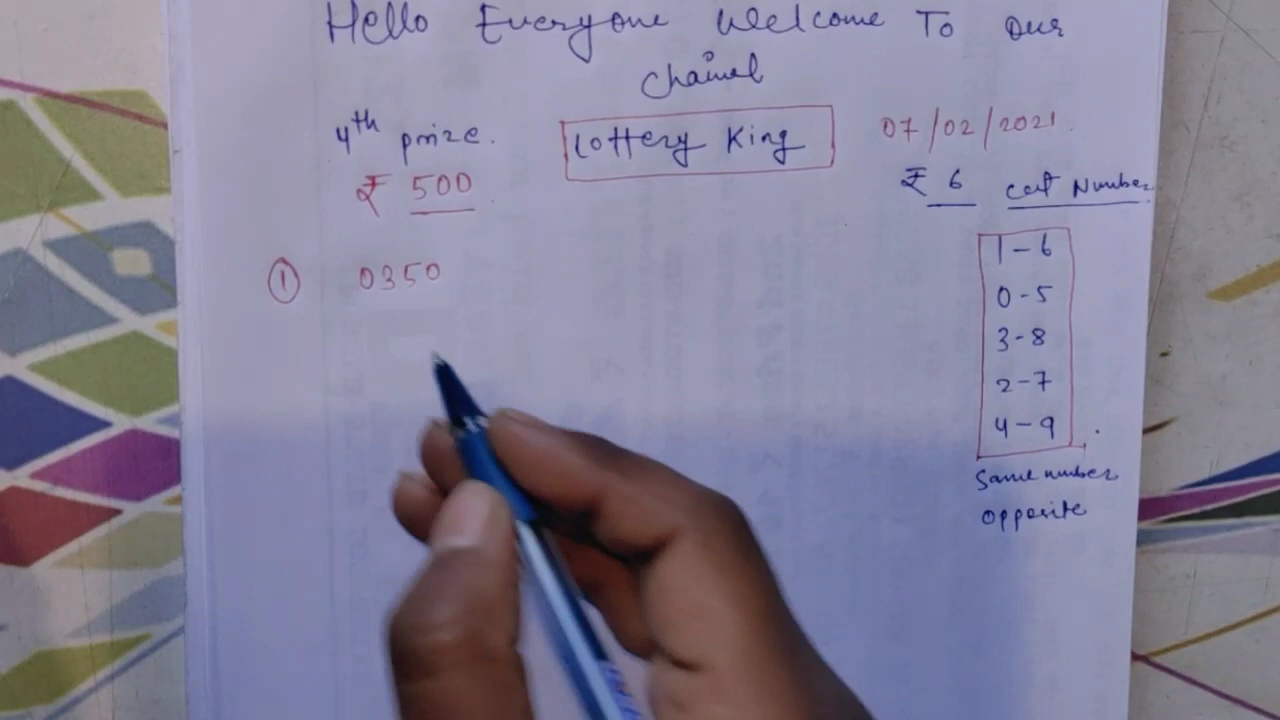 Hello Everyone Welcome To our
Chainel
4th prize.
Lottery King
07/02/2021.
₹ 500
₹ 6 Cut Number
1-6
① 0350
0-5
3-8
2-7
4-9
Same number
opposite